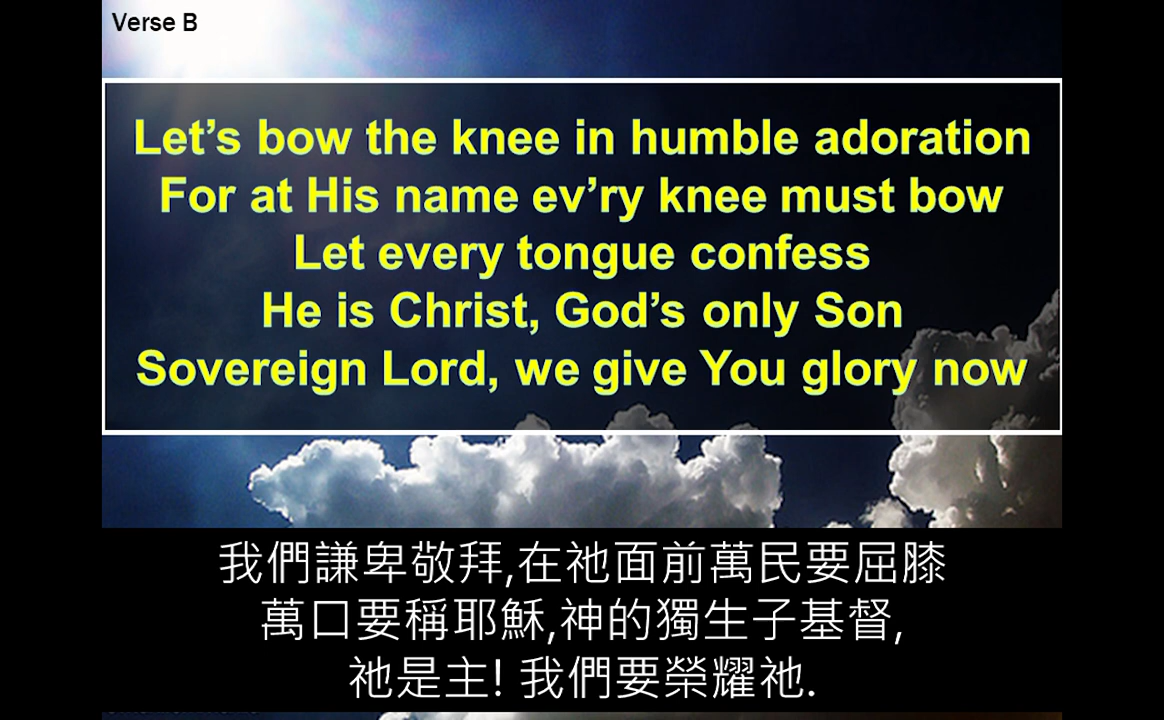 Verse B
Let’s bow the knee in humble adoration
For at His name ev’ry knee must bow
Let every tongue confess
He is Christ, God’s only Son
Sovereign Lord, we give You glory now
我們謙卑敬拜,在祂面前萬民要屈膝
萬口要稱耶穌,神的獨生子基督,
祂是主! 我們要榮耀祂.